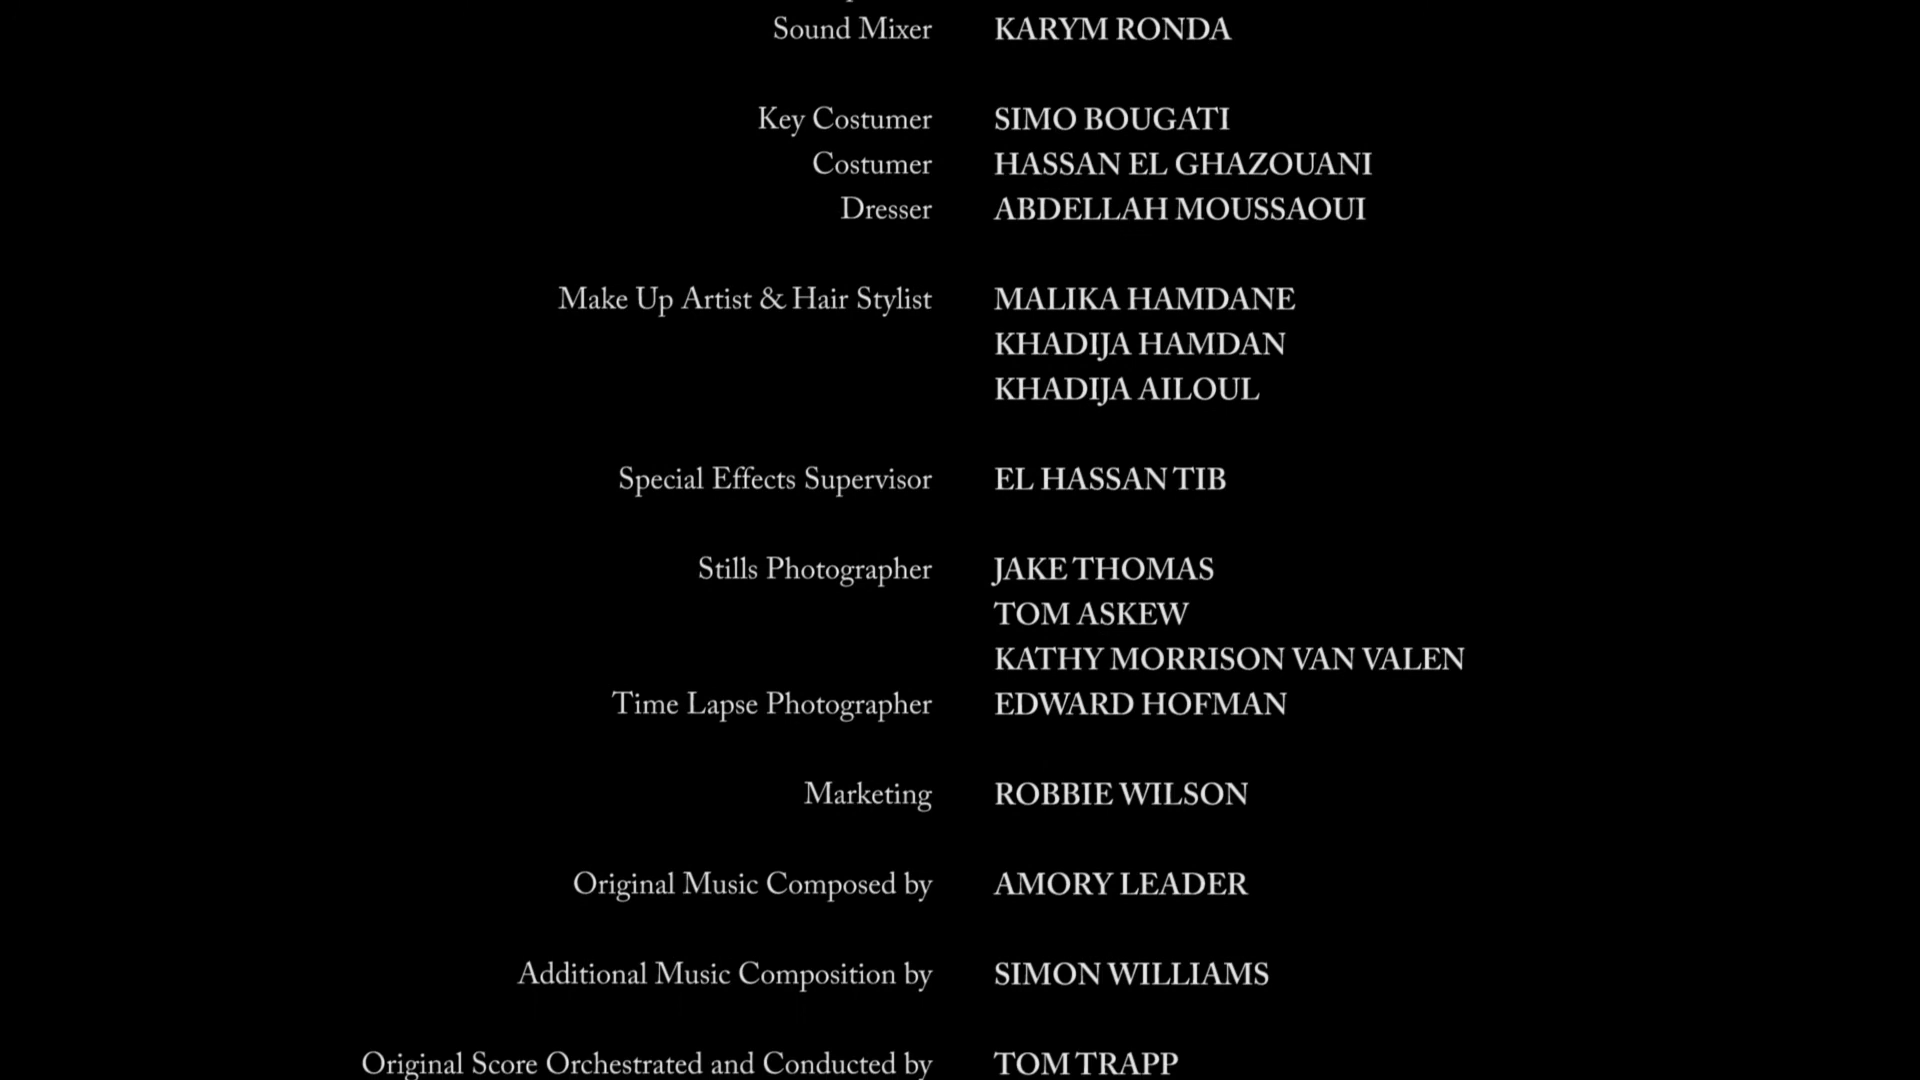 Sound Mixer KARYM RONDA
Key Costumer SIMO BOUGATI
Costumer HASSAN EL GHAZOUANI
Dresser ABDELLAH MOUSSAOUI
Make Up Artist & Hair Stylist MALIKA HAMDANE
KHADIJA HAMDAN
KHADIJA AILOUL
Special Effects Supervisor EL HASSAN TIB
Stills Photographer JAKE THOMAS
TOM ASKEW
KATHY MORRISON VAN VALEN
Time Lapse Photographer EDWARD HOFMAN
Marketing ROBBIE WILSON
Original Music Composed by AMORY LEADER
Additional Music Composition by SIMON WILLIAMS
Original Score Orchestrated and Conducted by TOM TRAPP